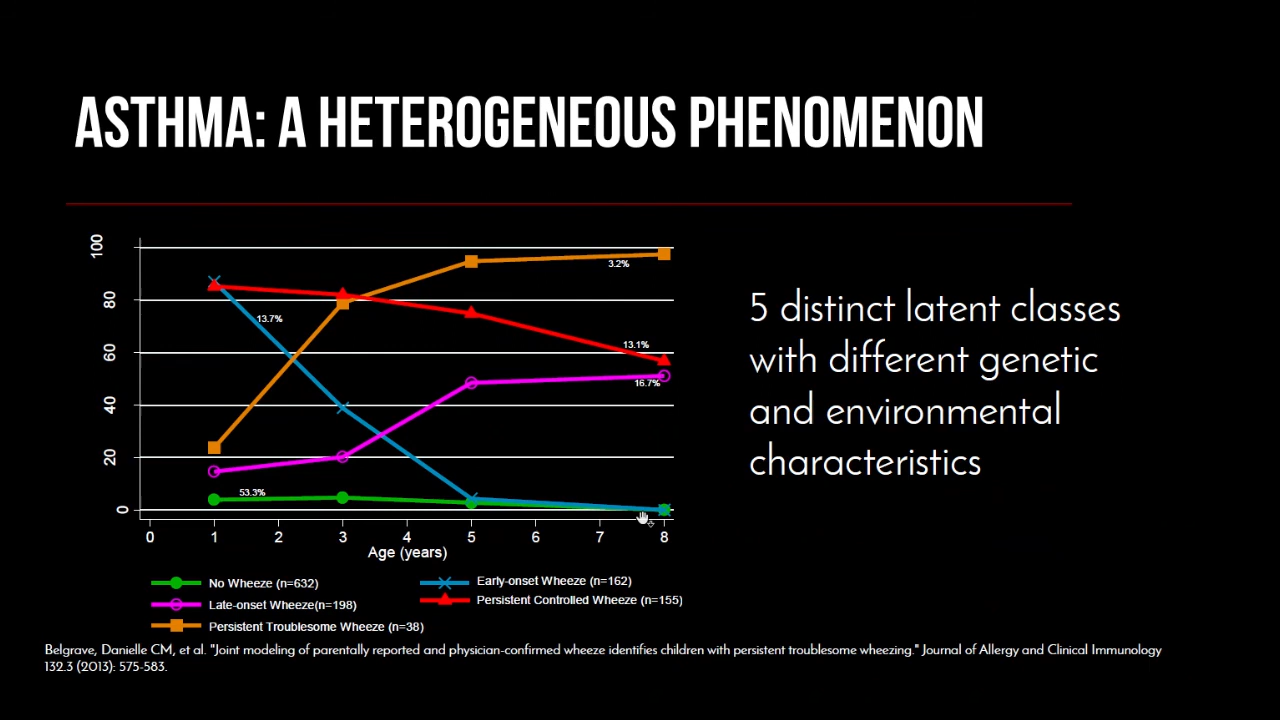 ASTHMA: A HETEROGENEOUS PHENOMENON
100
80
60
40
20
0
3.2%
13.7%
13.1%
16.7%
53.3%
0 1 2 3 4 5 6 7 8
Age (years)
No Wheeze (n=632)
Late-onset Wheeze(n=198)
Persistent Troublesome Wheeze (n=38)
Early-onset Wheeze (n=162)
Persistent Controlled Wheeze (n=155)
5 distinct latent classes
with different genetic
and environmental
characteristics
Belgrave, Danielle CM, et al. "Joint modeling of parentally reported and physician-confirmed wheeze identifies children with persistent troublesome wheezing." Journal of Allergy and Clinical Immunology
132.3 (2013): 575-583.